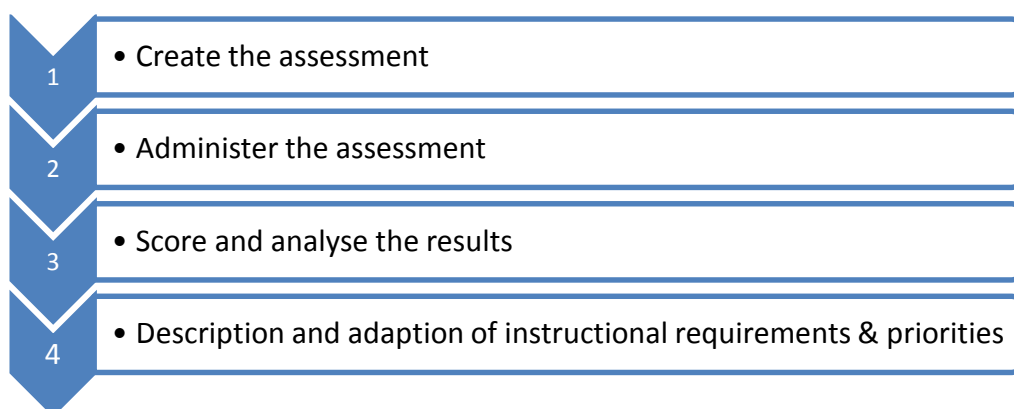 1
• Create the assessment
2
• Administer the assessment
3
• Score and analyse the results
4
• Description and adaption of instructional requirements & priorities